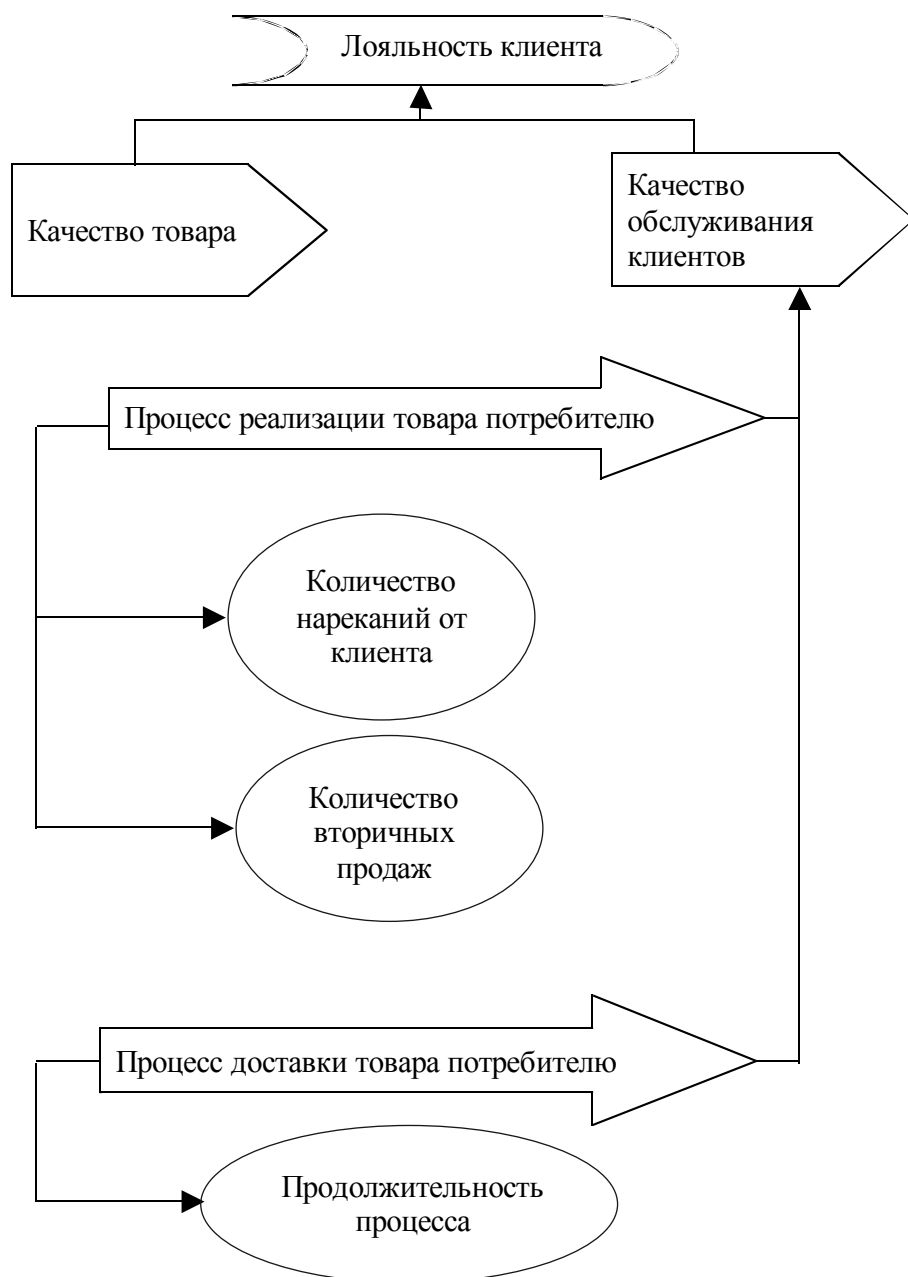 Лояльность клиента
Качество товара
Качество
обслуживания
клиентов
Процесс реализации товара потребителю
Количество
нареканий от
клиента
Количество
вторичных
продаж
Процесс доставки товара потребителю
Продолжительность
процесса